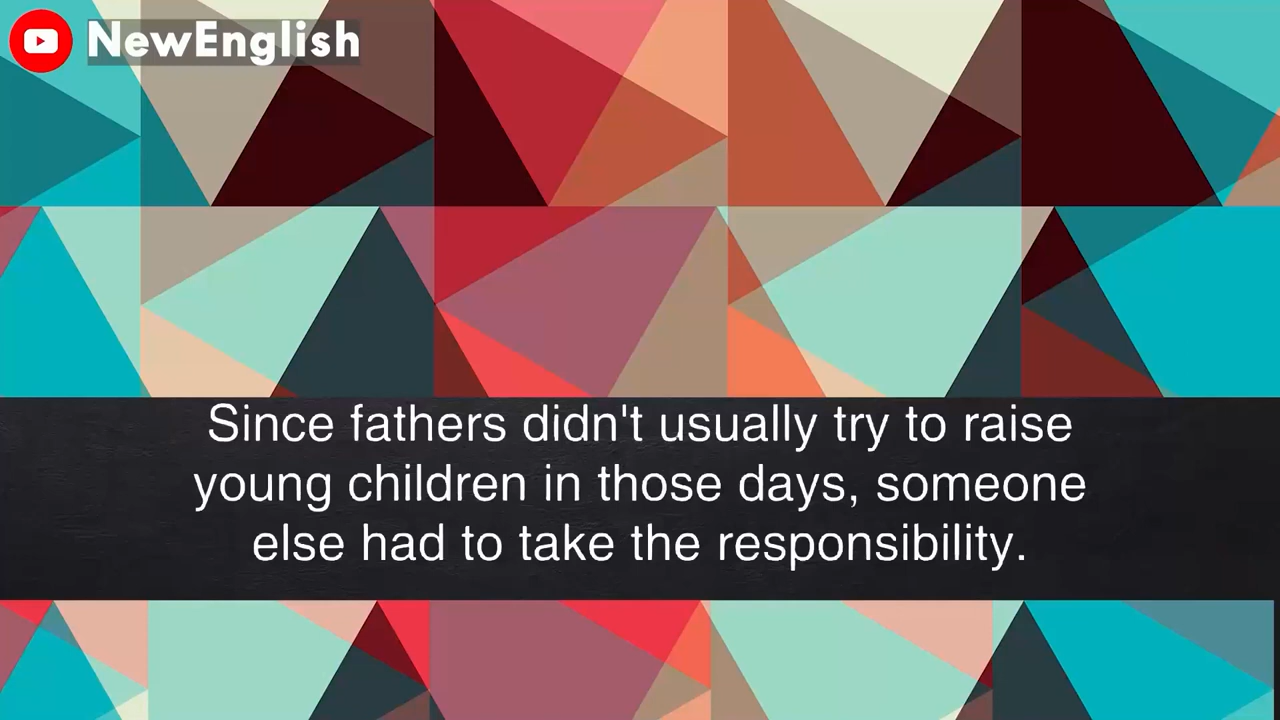 NewEnglish
Since fathers didn't usually try to raise
young children in those days, someone
else had to take the responsibility.